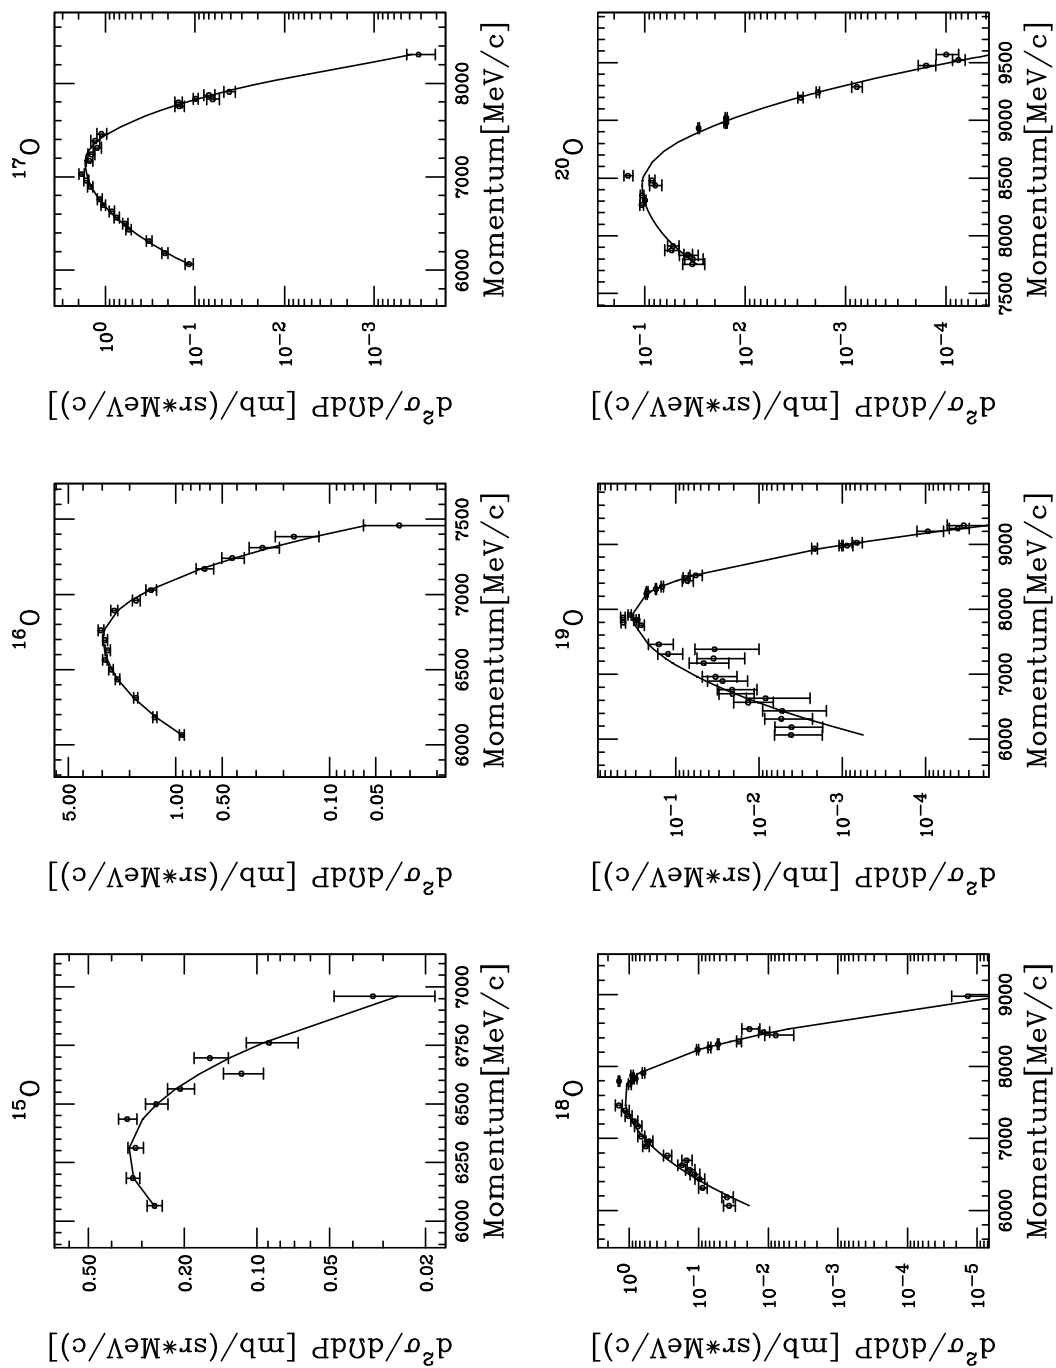 ¹⁵O
d²σ/dΩdP [mb/(sr*MeV/c)]
0.50
0.20
0.10
0.05
0.02
6000 6250 6500 6750 7000
Momentum[MeV/c]
¹⁶O
d²σ/dΩdP [mb/(sr*MeV/c)]
5.00
1.00
0.50
0.10
0.05
6000 6500 7000 7500
Momentum[MeV/c]
¹⁷O
d²σ/dΩdP [mb/(sr*MeV/c)]
10⁰
10⁻¹
10⁻²
10⁻³
6000 7000 8000
Momentum[MeV/c]
¹⁸O
d²σ/dΩdP [mb/(sr*MeV/c)]
10⁰
10⁻¹
10⁻²
10⁻³
10⁻⁴
10⁻⁵
6000 7000 8000 9000
Momentum[MeV/c]
¹⁹O
d²σ/dΩdP [mb/(sr*MeV/c)]
10⁻¹
10⁻²
10⁻³
10⁻⁴
6000 7000 8000 9000
Momentum[MeV/c]
²⁰O
d²σ/dΩdP [mb/(sr*MeV/c)]
10⁻¹
10⁻²
10⁻³
10⁻⁴
7500 8000 8500 9000 9500
Momentum[MeV/c]